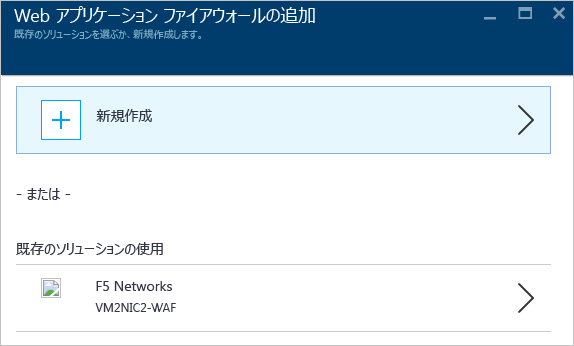 Web アプリケーション ファイアウォールの追加
既存のソリューションを選ぶか、新規作成します。
新規作成
- または -
既存のソリューションの使用
F5 Networks
VM2NIC2-WAF